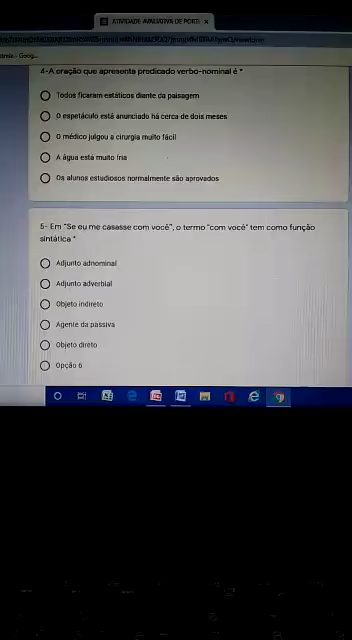 ATIVIDADE AVALIATIVA DE PORT
4-A oração que apresenta predicado verbo-nominal é *
Todos ficaram estáticos diante da paisagem
O espetáculo está anunciado há cerca de dois meses
O médico julgou a cirurgia muito fácil
A água está muito fria
Os alunos estudiosos normalmente são aprovados
5- Em "Se eu me casasse com você", o termo "com você" tem como função
sintática *
Adjunto adnominal
Adjunto adverbial
Objeto indireto
Agente da passiva
Objeto direto
Opção 6